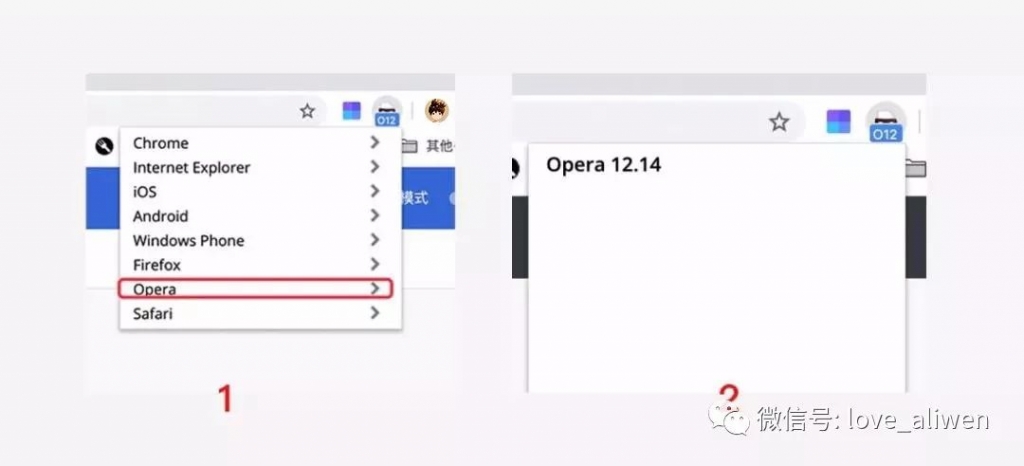 O12
其他
Chrome
Internet Explorer
iOS
模式
Android
Windows Phone
Firefox
Opera
Safari
1
O12
Opera 12.14
2
微信号: love_aliwen